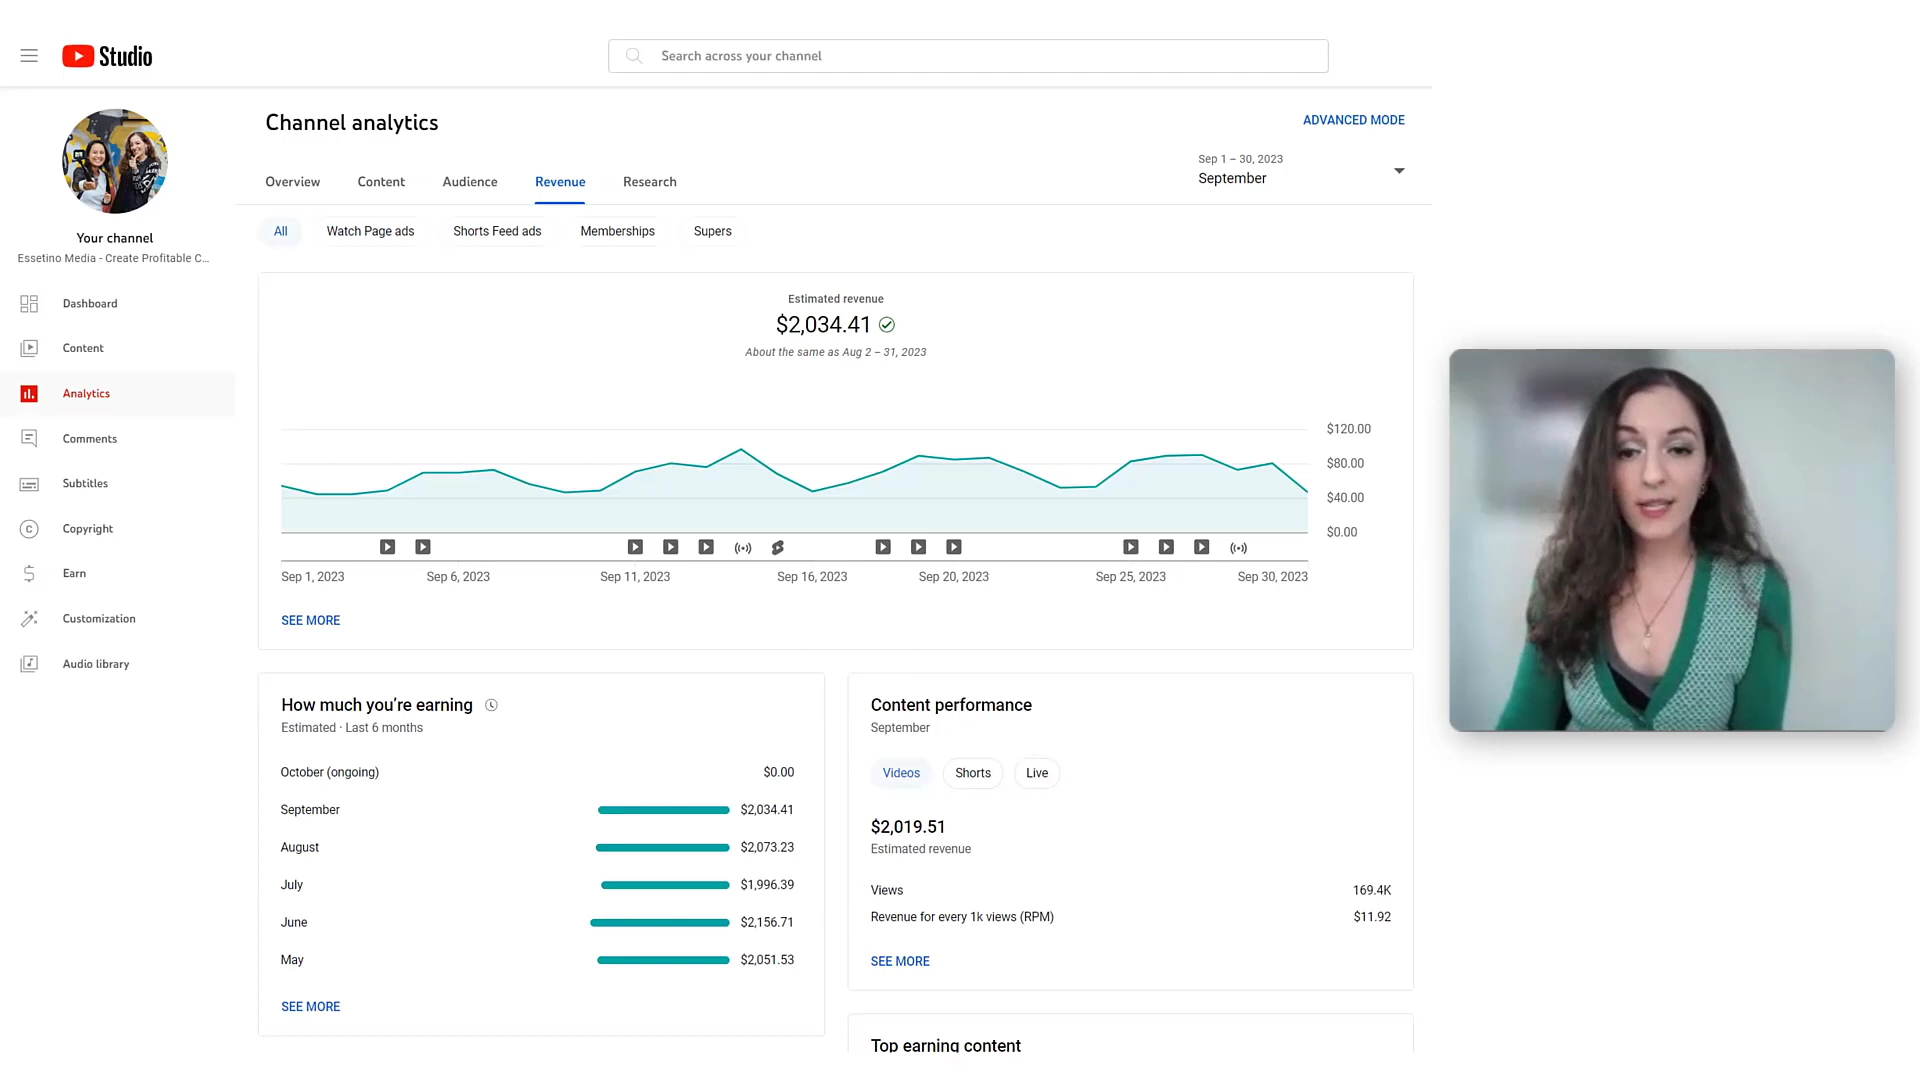 Studio
Search across your channel
Channel analytics
ADVANCED MODE
Sep 1 – 30, 2023
September
Overview Content Audience Revenue Research
All Watch Page ads Shorts Feed ads Memberships Supers
Your channel
Essetino Media - Create Profitable C...
Dashboard
Content
Analytics
Comments
Subtitles
Copyright
Earn
Customization
Audio library
Estimated revenue
$2,034.41
About the same as Aug 2 – 31, 2023
$120.00
$80.00
$40.00
$0.00
Sep 1, 2023 Sep 6, 2023 Sep 11, 2023 Sep 16, 2023 Sep 20, 2023 Sep 25, 2023 Sep 30, 2023
SEE MORE
How much you're earning
Estimated · Last 6 months
October (ongoing) $0.00
September $2,034.41
August $2,073.23
July $1,996.39
June $2,156.71
May $2,051.53
SEE MORE
Content performance
September
Videos Shorts Live
$2,019.51
Estimated revenue
Views 169.4K
Revenue for every 1k views (RPM) $11.92
SEE MORE
Top earning content